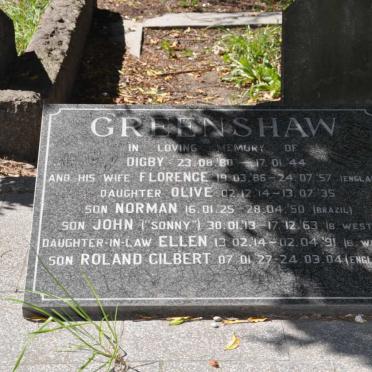 GREENSHAW
IN LOVING MEMORY OF
DIGBY 23.08.80 - 17.01.44
AND HIS WIFE FLORENCE 19.03.86-24.07.57 (ENGLA
DAUGHTER OLIVE 02.12.14-13.07.35
SON NORMAN 16.01.25-28.04.50 (BRAZIL)
SON JOHN ("SONNY") 30.01.13-17.12.63 (B. WEST
DAUGHTER-IN-LAW ELLEN 13.02.14-02.04.91 (B. W
SON ROLAND GILBERT 07.01.27-24.03.04 (ENGL